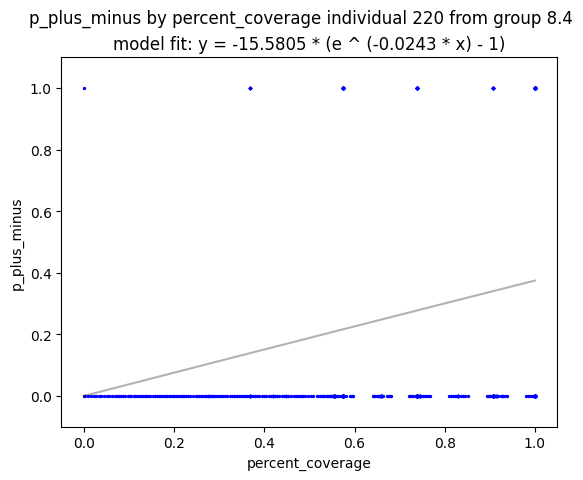 p_plus_minus by percent_coverage individual 220 from group 8.4
model fit: y = -15.5805 * (e ^ (-0.0243 * x) - 1)
1.0
0.8
0.6
0.4
0.2
0.0
p_plus_minus
0.0 0.2 0.4 0.6 0.8 1.0
percent_coverage